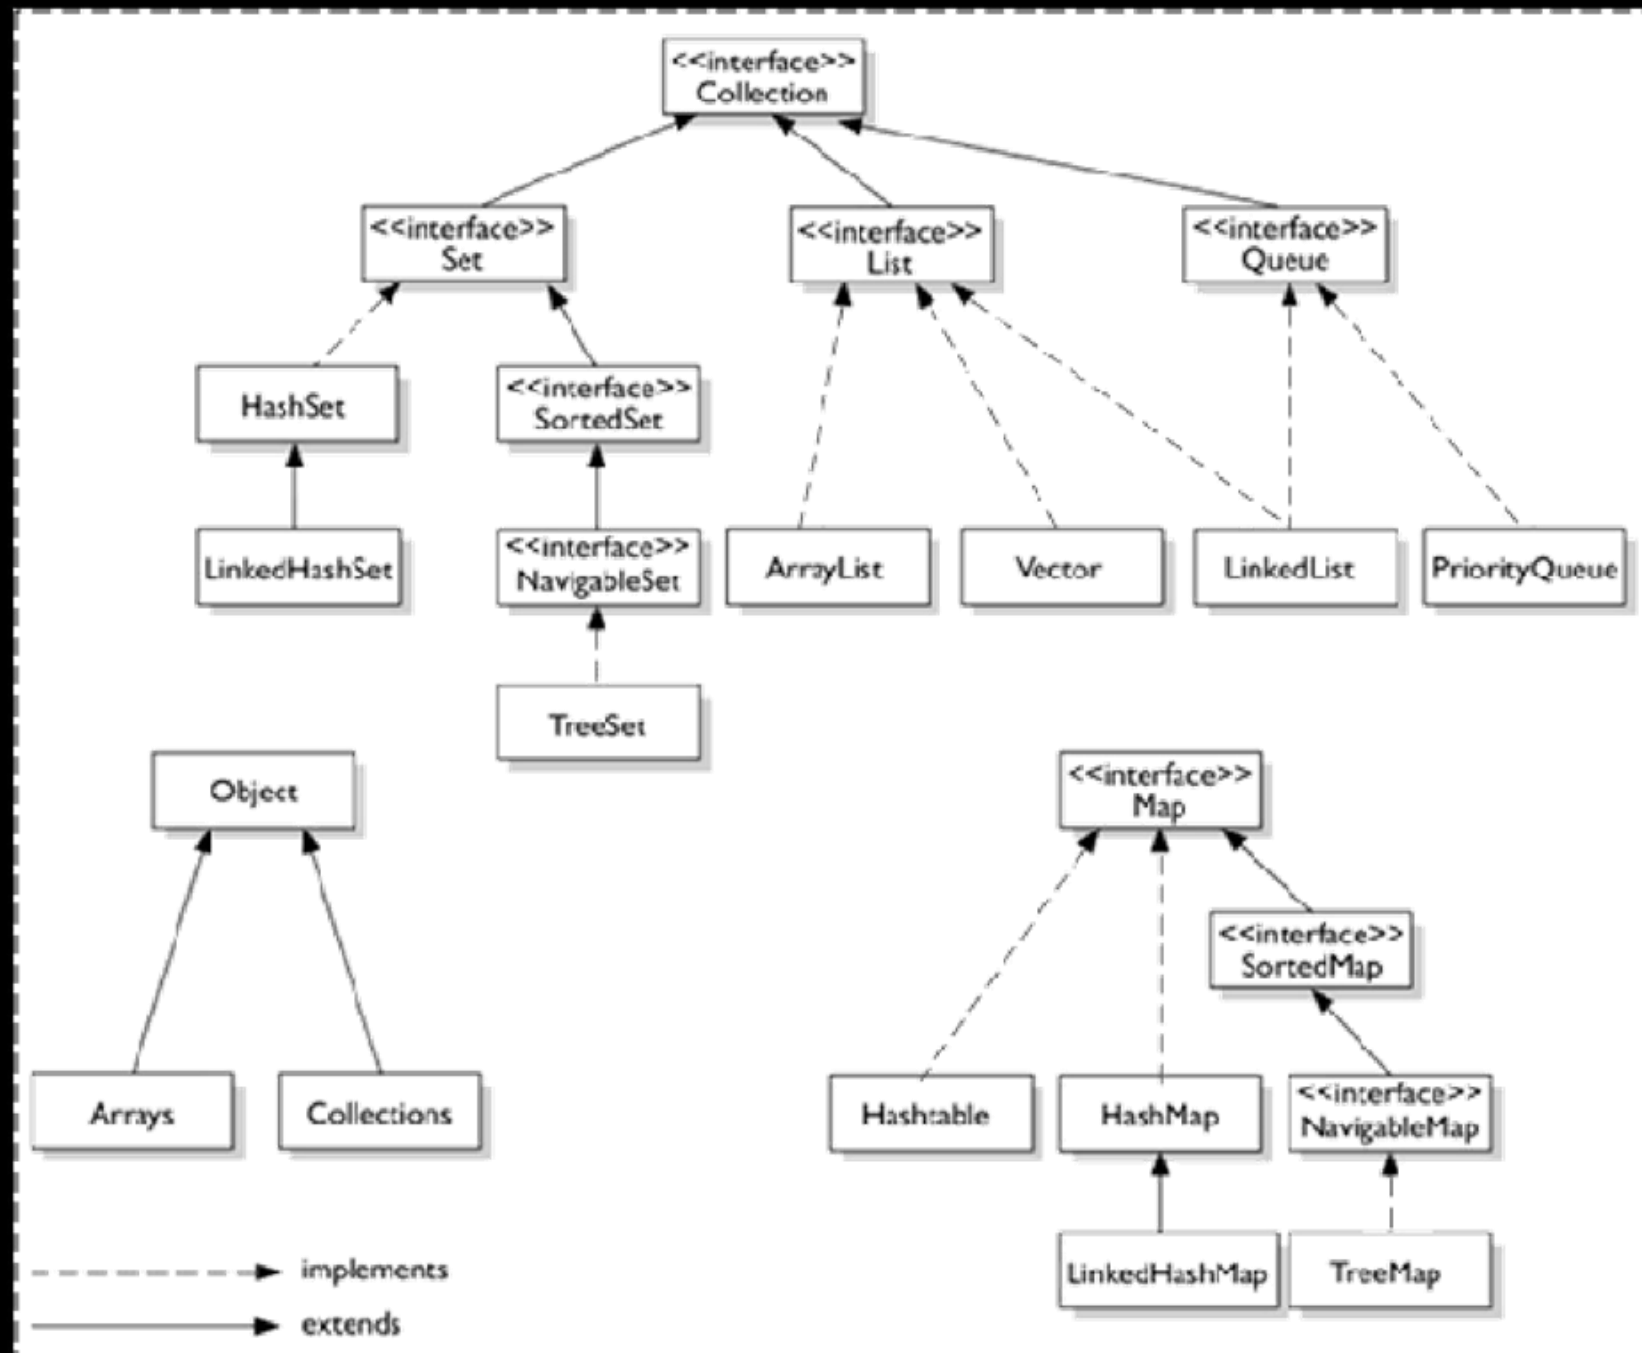 <<interface>>
Collection
<<interface>>
Set
<<interface>>
List
<<interface>>
Queue
HashSet
<<interface>>
SortedSet
LinkedHashSet
<<interface>>
NavigableSet
ArrayList
Vector
LinkedList
PriorityQueue
TreeSet
Object
<<interface>>
Map
<<interface>>
SortedMap
Arrays
Collections
Hashtable
HashMap
<<interface>>
NavigableMap
LinkedHashMap
TreeMap
implements
extends